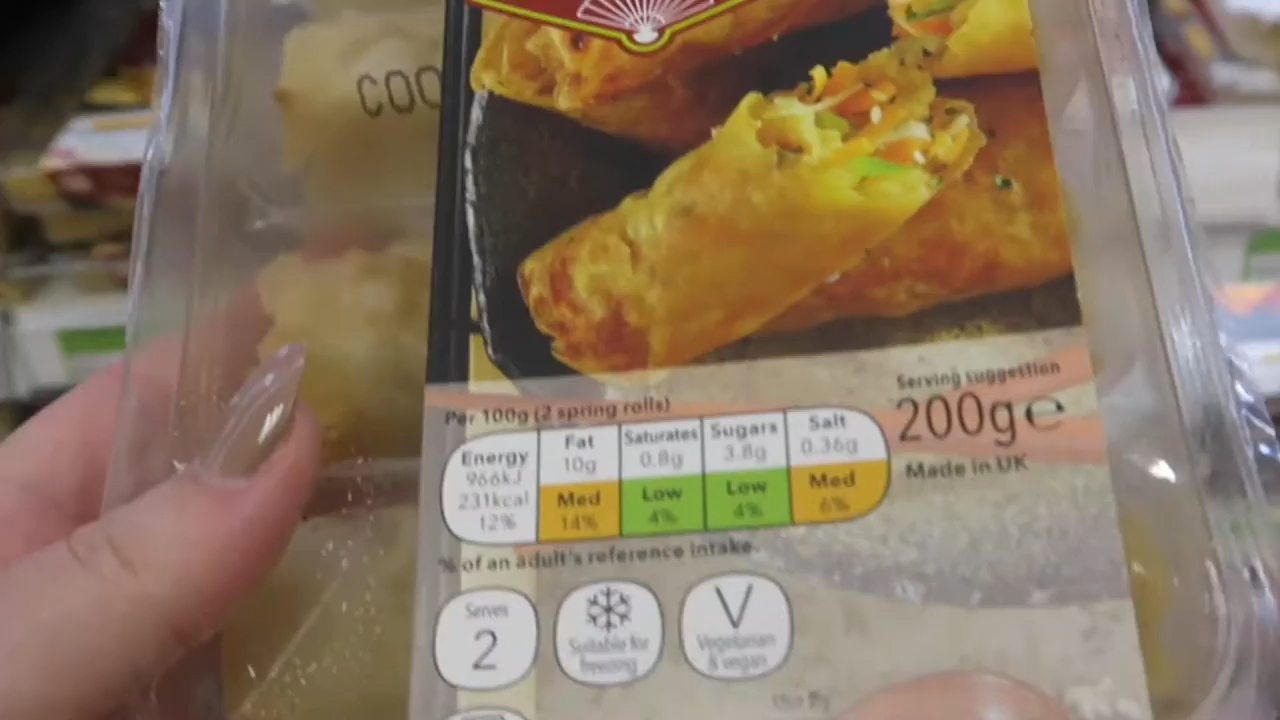 COO
Serving suggestion
200g ℮
Made in UK
Per 100g (2 spring rolls)
Energy
966kJ
231kcal
12%
Fat
10g
Med
14%
Saturates
0.8g
Low
4%
Sugars
3.8g
Low
4%
Salt
0.36g
Med
6%
% of an adult's reference intake.
Serves
2
Suitable for
freezing
V
Vegetarian
& vegan
Use By